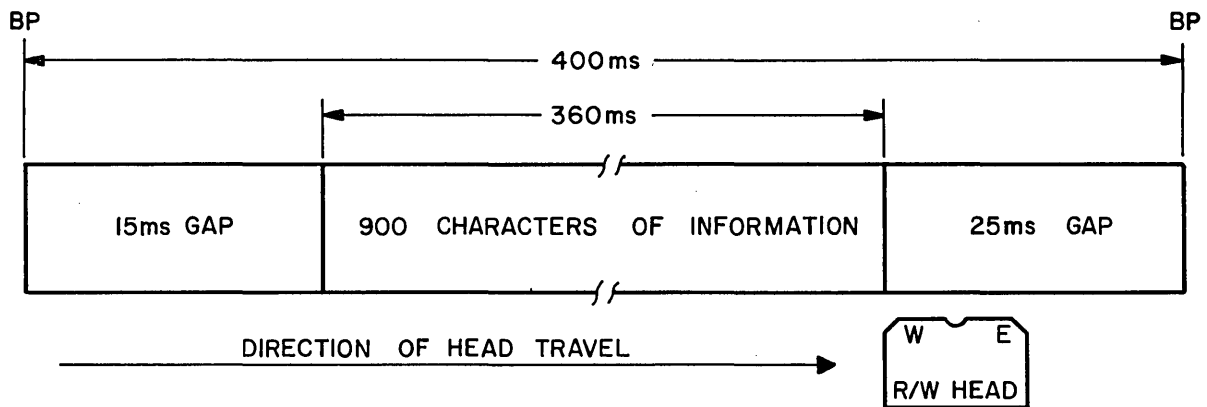 BP BP
400ms
360ms
15ms GAP 900 CHARACTERS OF INFORMATION 25ms GAP
W E
DIRECTION OF HEAD TRAVEL
R/W HEAD